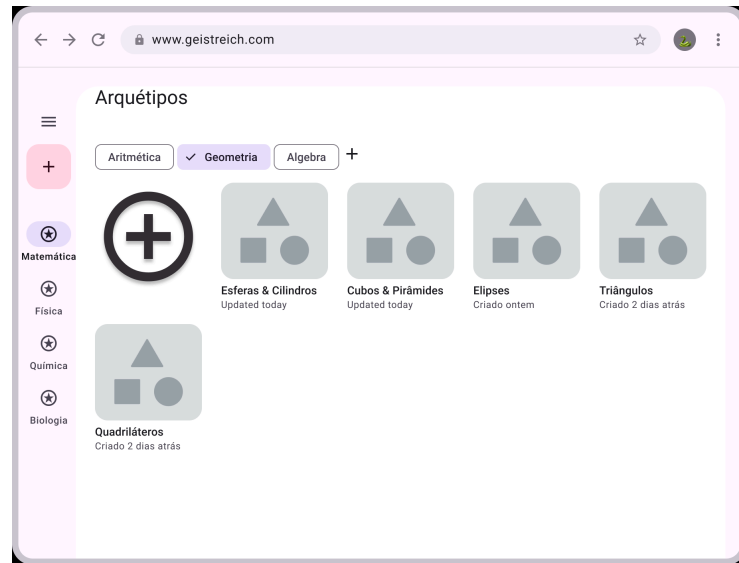 www.geistreich.com
Arquétipos
Aritmética
Geometria
Algebra
Matemática
Física
Química
Biologia
Esferas & Cilindros
Updated today
Cubos & Pirâmides
Updated today
Elipses
Criado ontem
Triângulos
Criado 2 dias atrás
Quadriláteros
Criado 2 dias atrás